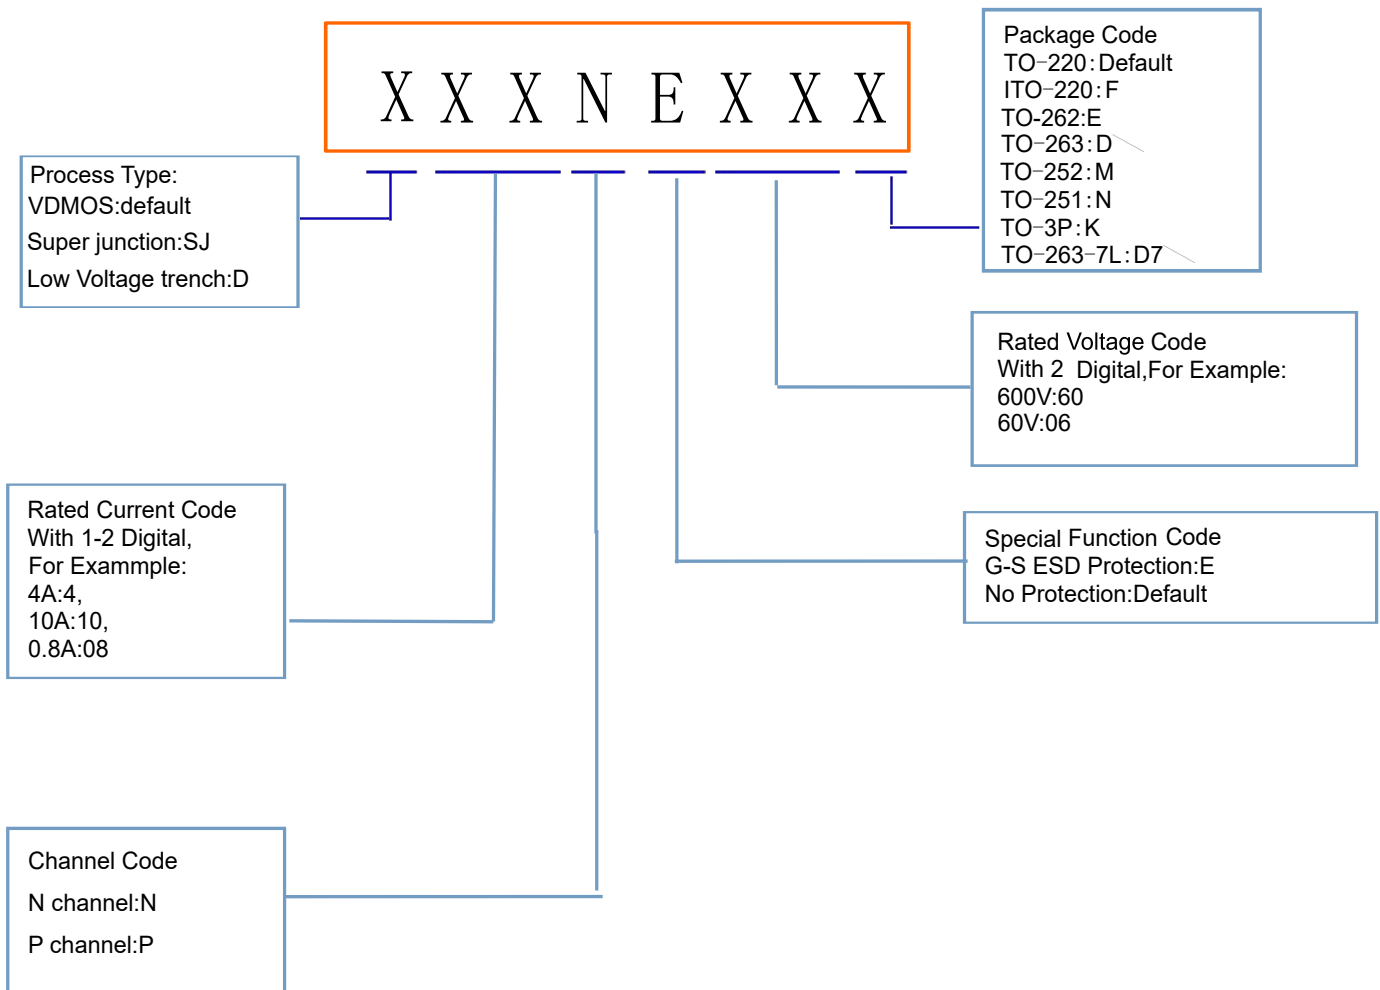 X X X N E X X X
Package Code
TO-220:Default
ITO-220:F
TO-262:E
TO-263:D
TO-252:M
TO-251:N
TO-3P:K
TO-263-7L:D7
Process Type:
VDMOS:default
Super junction:SJ
Low Voltage trench:D
Rated Voltage Code
With 2 Digital,For Example:
600V:60
60V:06
Rated Current Code
With 1-2 Digital,
For Exammple:
4A:4,
10A:10,
0.8A:08
Special Function Code
G-S ESD Protection:E
No Protection:Default
Channel Code
N channel:N
P channel:P